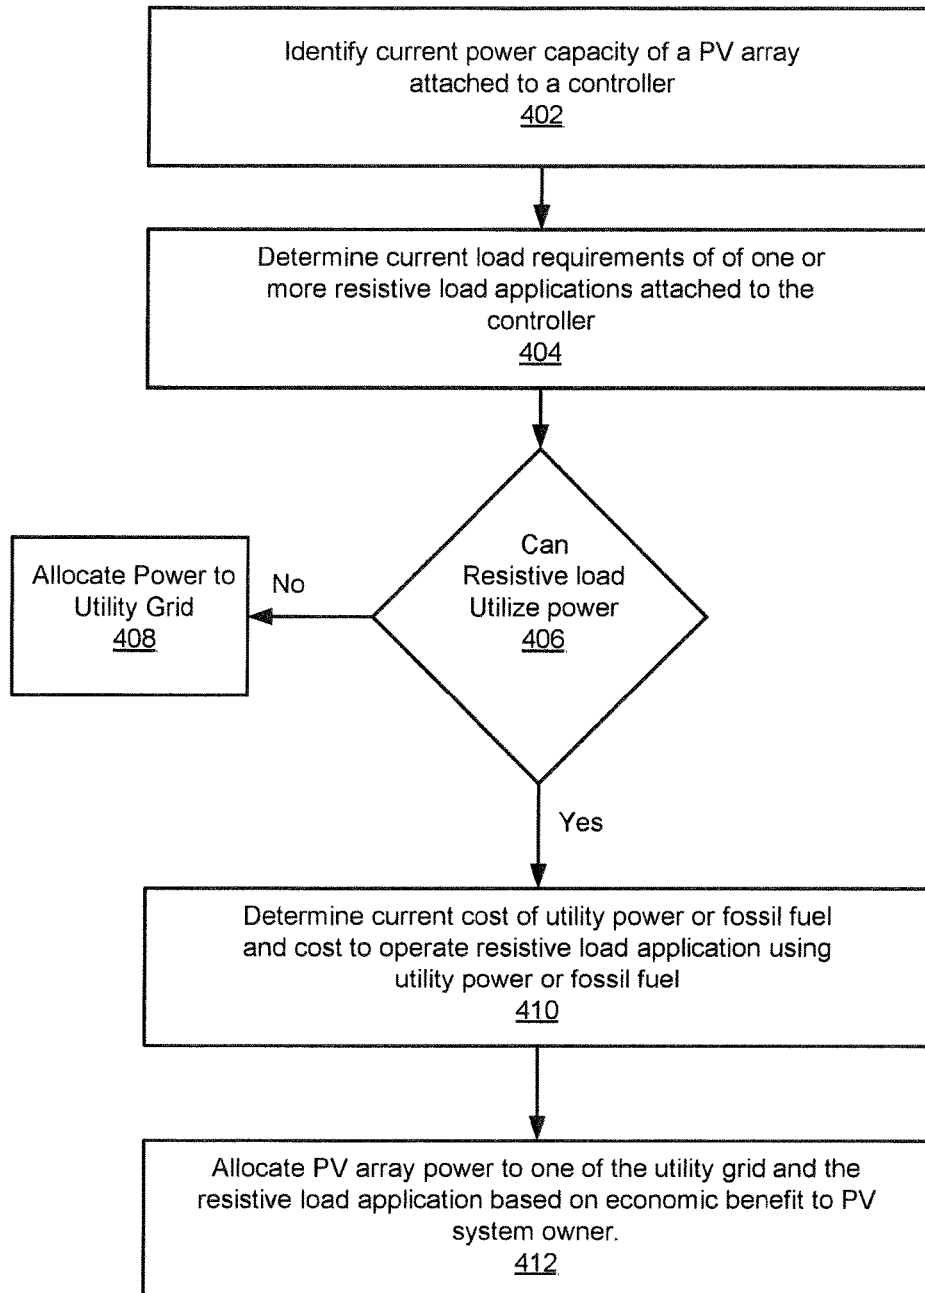 Identify current power capacity of a PV array
attached to a controller
402
Determine current load requirements of of one or
more resistive load applications attached to the
controller
404
Can
Resistive load
Utilize power
406
No
Allocate Power to
Utility Grid
408
Yes
Determine current cost of utility power or fossil fuel
and cost to operate resistive load application using
utility power or fossil fuel
410
Allocate PV array power to one of the utility grid and the
resistive load application based on economic benefit to PV
system owner.
412